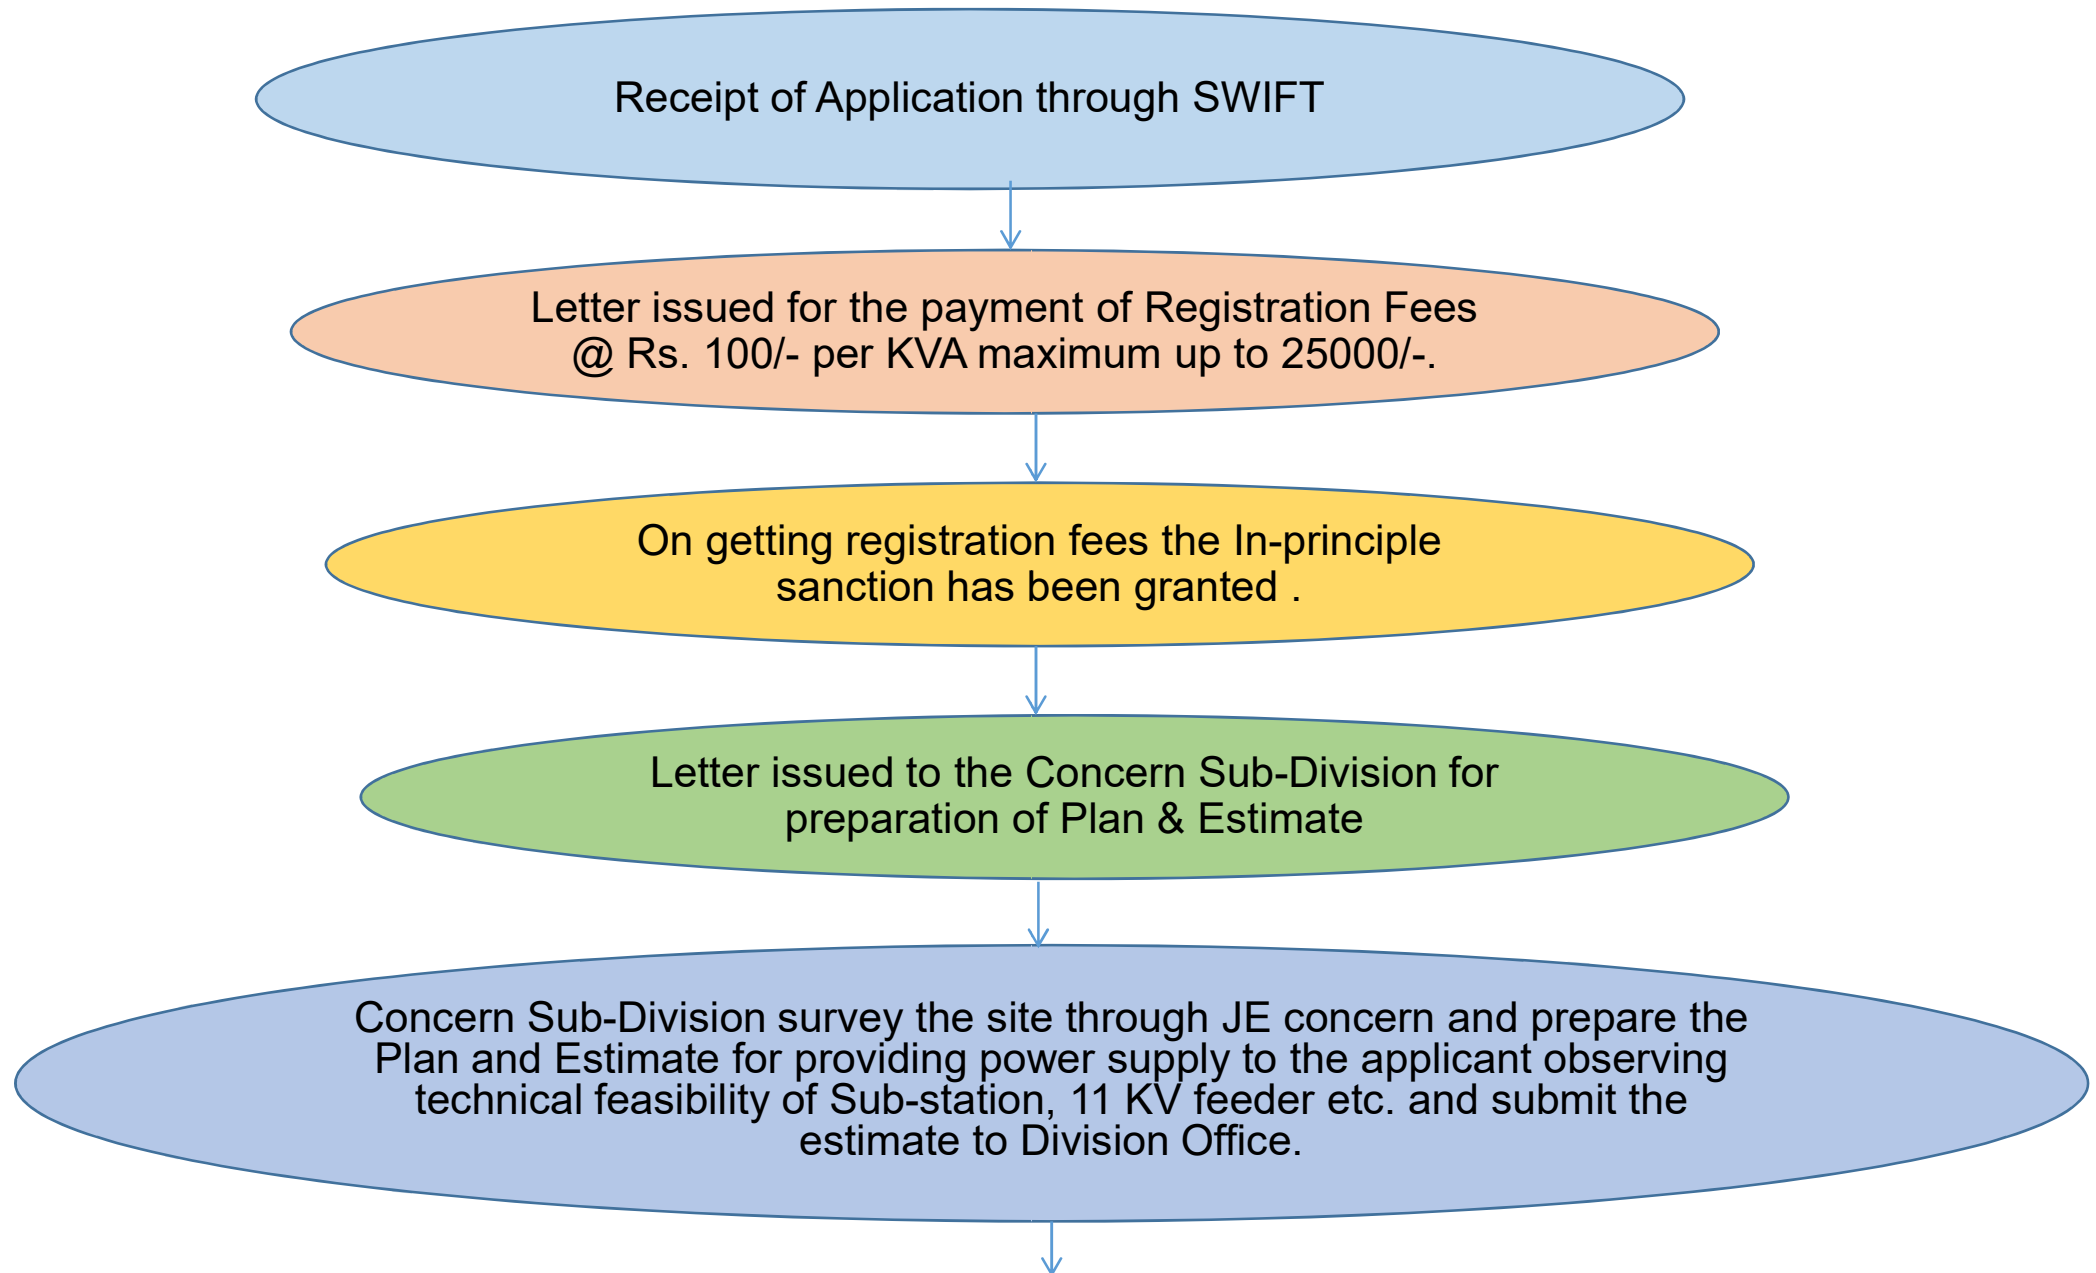 Receipt of Application through SWIFT
Letter issued for the payment of Registration Fees
@ Rs. 100/- per KVA maximum up to 25000/-.
On getting registration fees the In-principle
sanction has been granted .
Letter issued to the Concern Sub-Division for
preparation of Plan & Estimate
Concern Sub-Division survey the site through JE concern and prepare the
Plan and Estimate for providing power supply to the applicant observing
technical feasibility of Sub-station, 11 KV feeder etc. and submit the
estimate to Division Office.